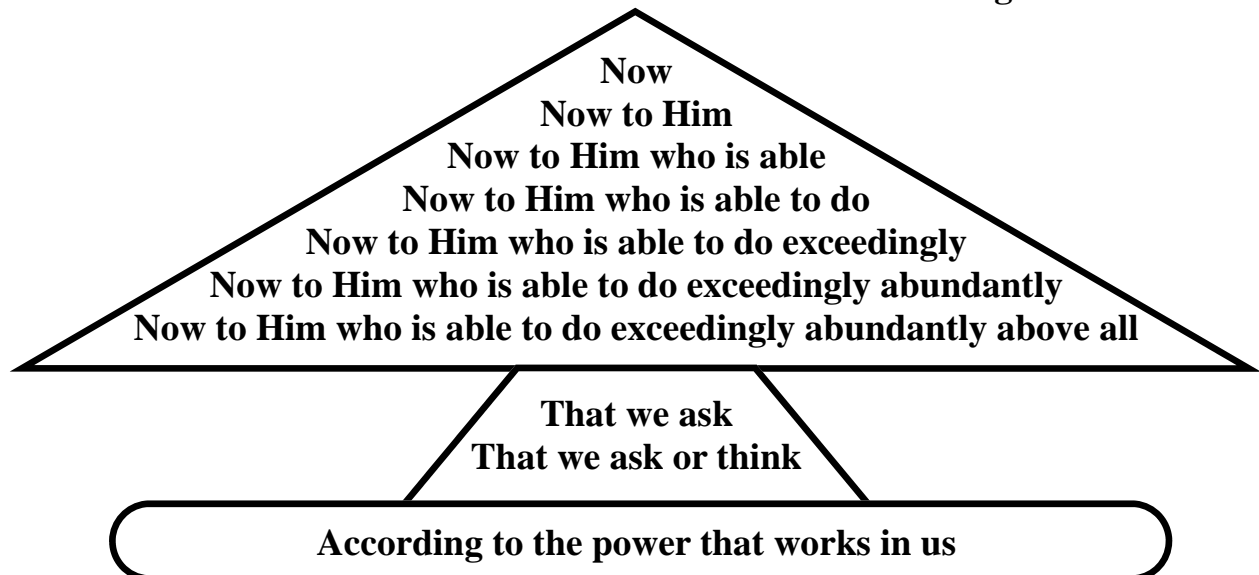 Now
Now to Him
Now to Him who is able
Now to Him who is able to do
Now to Him who is able to do exceedingly
Now to Him who is able to do exceedingly abundantly
Now to Him who is able to do exceedingly abundantly above all
That we ask
That we ask or think
According to the power that works in us